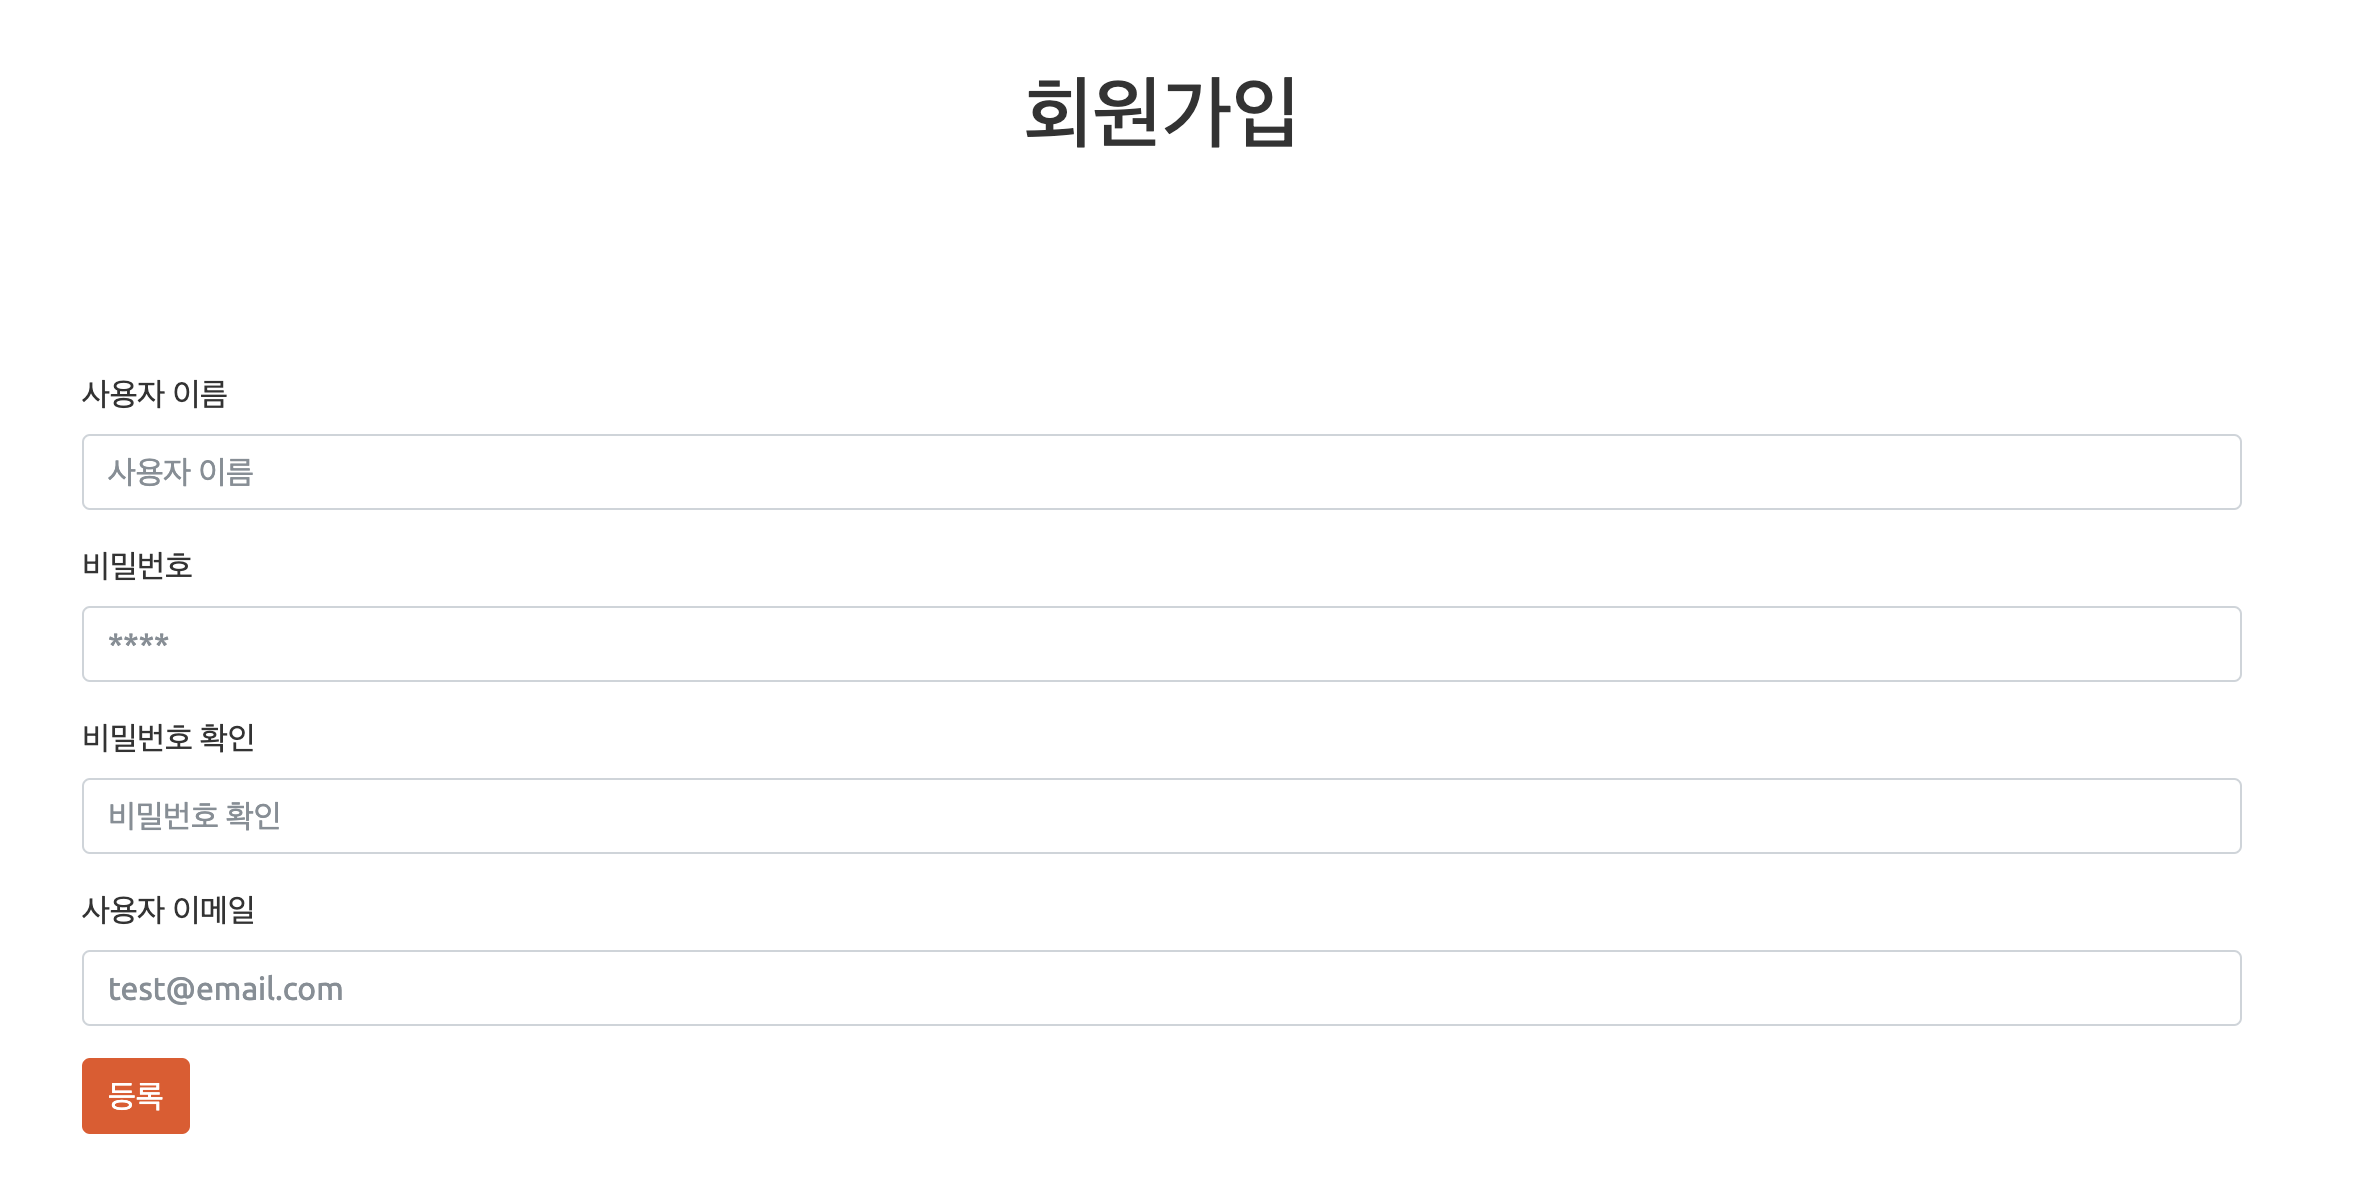 회원가입
사용자 이름
사용자 이름
비밀번호
****
비밀번호 확인
비밀번호 확인
사용자 이메일
test@email.com
등록